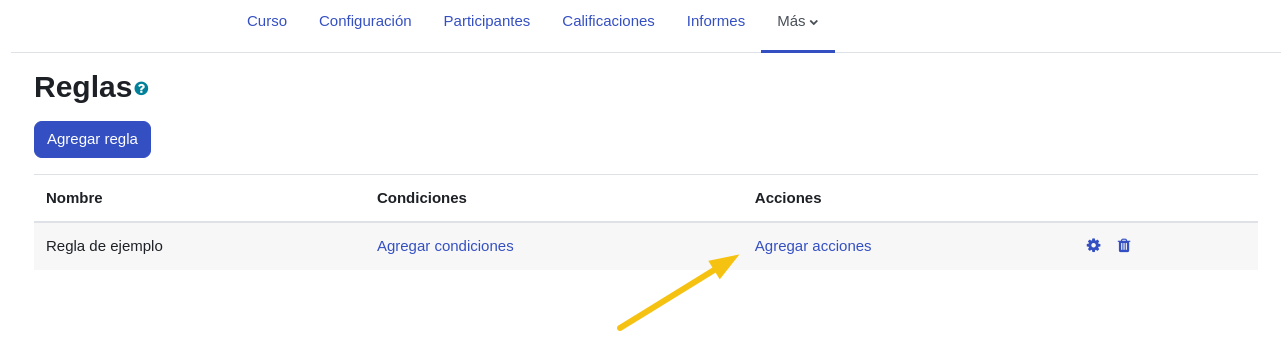 Curso Configuración Participantes Calificaciones Informes Más
Reglas
Agregar regla
Nombre Condiciones Acciones
Regla de ejemplo Agregar condiciones Agregar acciones